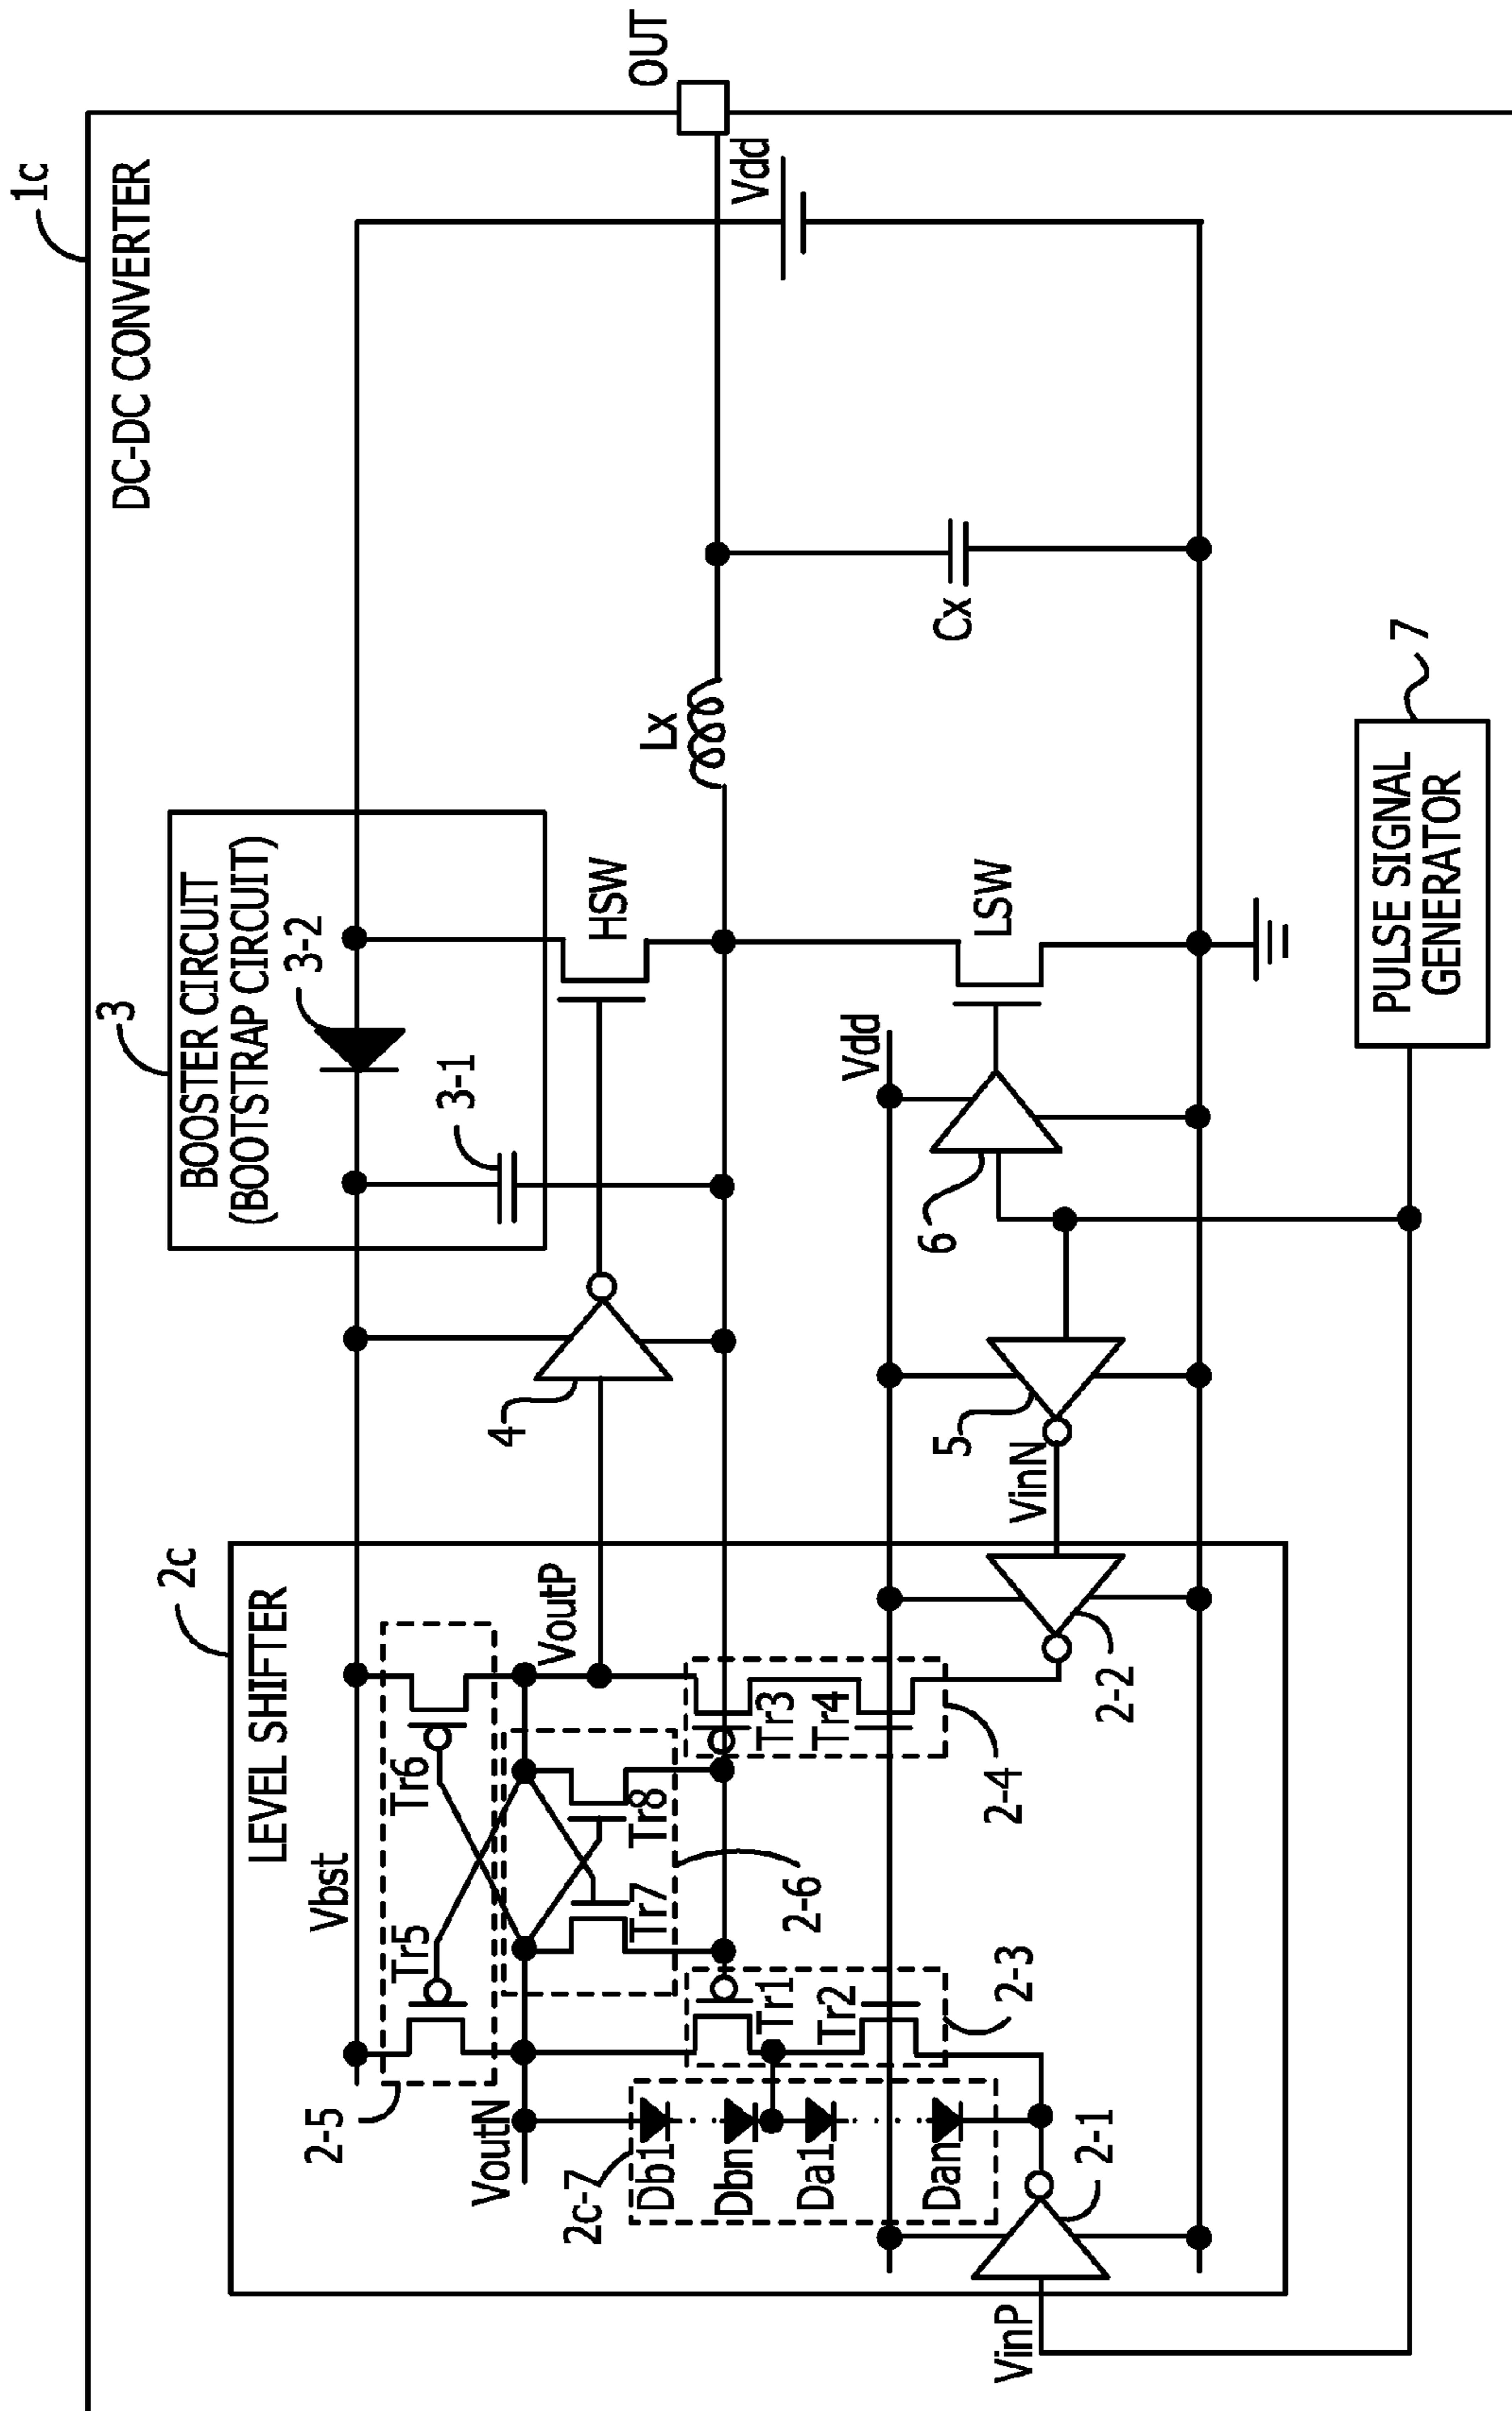 1c
DC-DC CONVERTER
OUT
Vdd
3
BOOSTER CIRCUIT
(BOOTSTRAP CIRCUIT)
3-2
3-1
HSW
Lx
Cx
LSW
Vdd
4
5
6
7
PULSE SIGNAL
GENERATOR
VinN
2c
LEVEL SHIFTER
Vbst
2-5
Tr5
Tr6
VoutN
VoutP
Tr7
Tr8
2-6
2c-7
Db1
Dbn
Da1
Dan
Tr1
Tr2
2-3
Tr3
Tr4
2-4
2-1
2-2
VinP